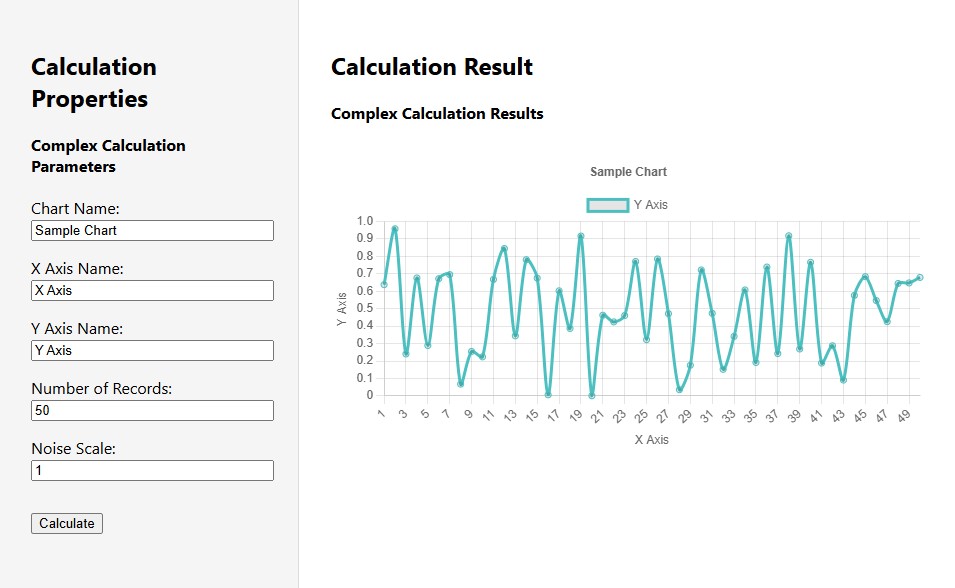 Calculation
Properties
Complex Calculation
Parameters
Chart Name:
Sample Chart
X Axis Name:
X Axis
Y Axis Name:
Y Axis
Number of Records:
50
Noise Scale:
1
Calculate
Calculation Result
Complex Calculation Results
Sample Chart
Y Axis
Y Axis
1.0
0.9
0.8
0.7
0.6
0.5
0.4
0.3
0.2
0.1
0
1 3 5 7 9 11 13 15 17 19 21 23 25 27 29 31 33 35 37 39 41 43 45 47 49
X Axis